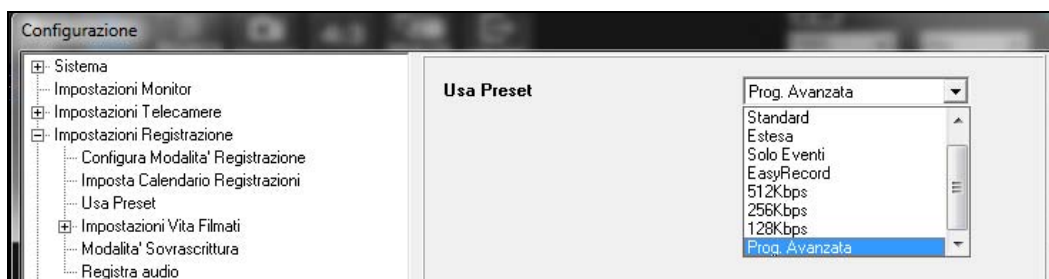 Configurazione
Sistema
Impostazioni Monitor
Impostazioni Telecamere
Impostazioni Registrazione
Configura Modalita' Registrazione
Imposta Calendario Registrazioni
Usa Preset
Impostazioni Vita Filmati
Modalita' Sovrascrittura
Registra audio
Usa Preset
Prog. Avanzata
Standard
Estesa
Solo Eventi
EasyRecord
512Kbps
256Kbps
128Kbps
Prog. Avanzata